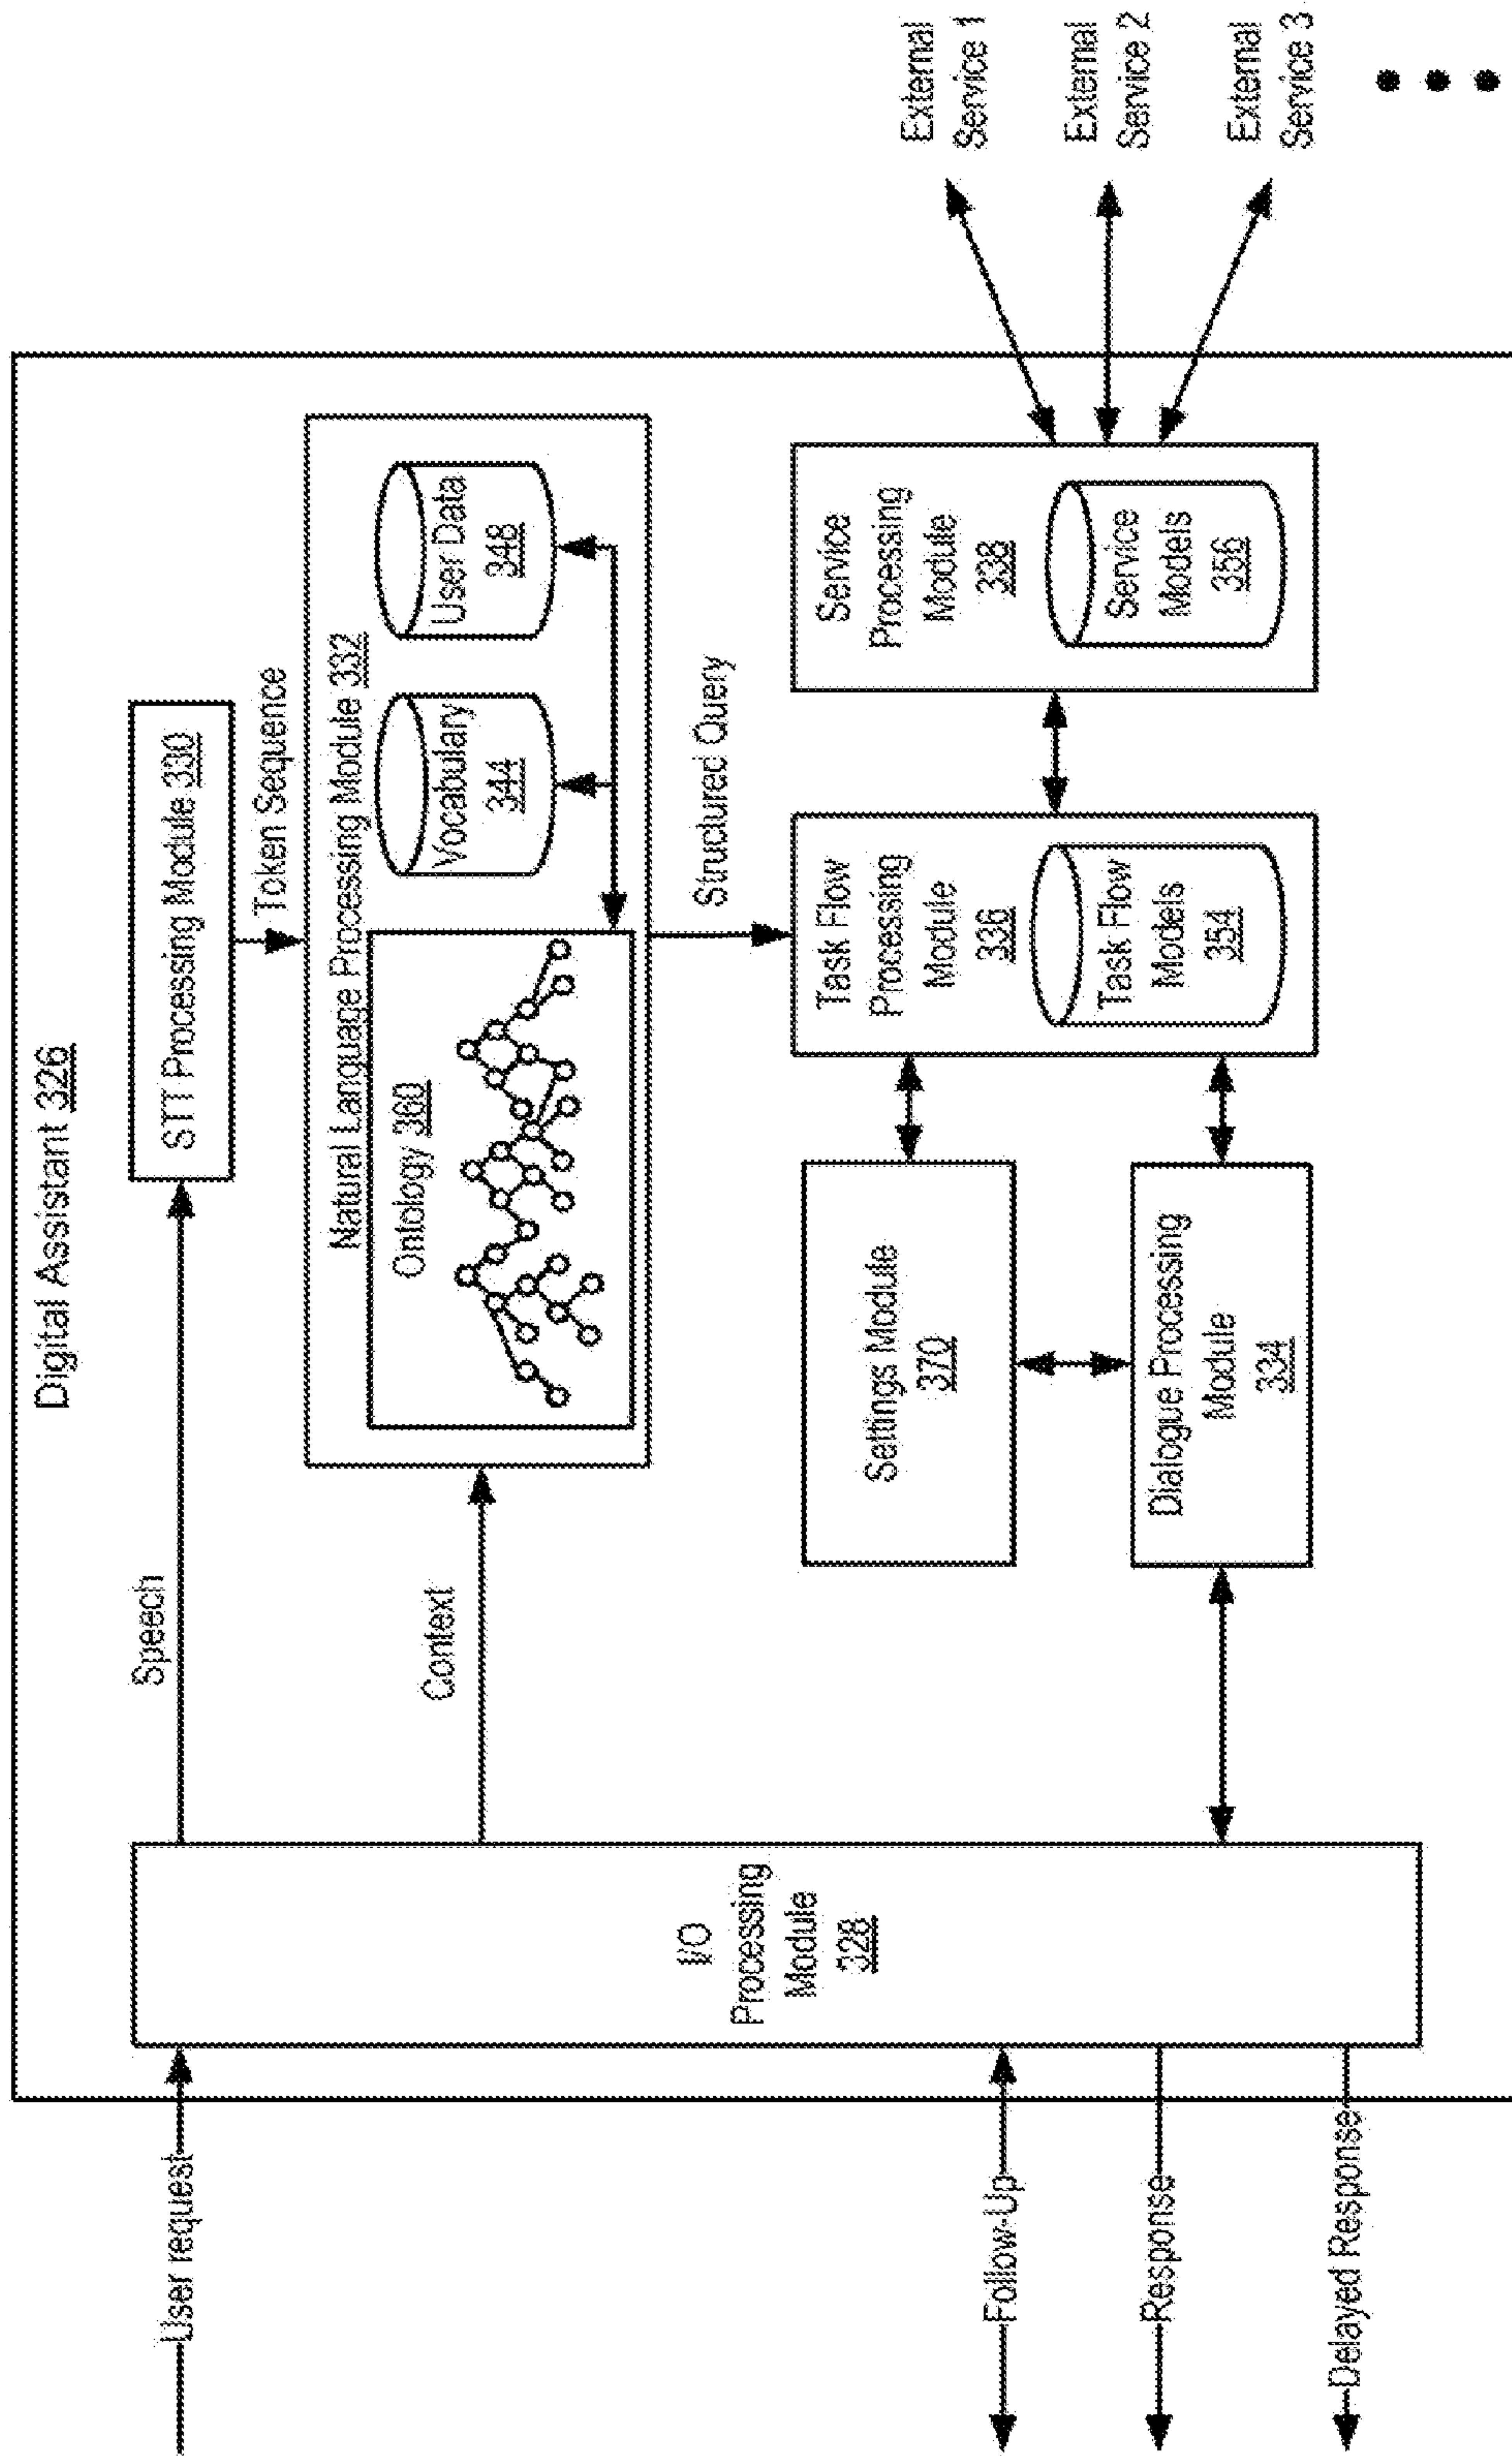 Digital Assistant 326
User request
Follow-Up
Response
Delayed Response
I/O
Processing
Module
328
Speech
Context
STT Processing Module 330
Token Sequence
Natural Language Processing Module 332
Ontology 360
Vocabulary
344
User Data
348
Structured Query
Settings Module
370
Dialogue Processing
Module
334
Task Flow
Processing
Module
336
Task Flow
Models
354
Service
Processing
Module
338
Service
Models
356
External
Service 1
External
Service 2
External
Service 3